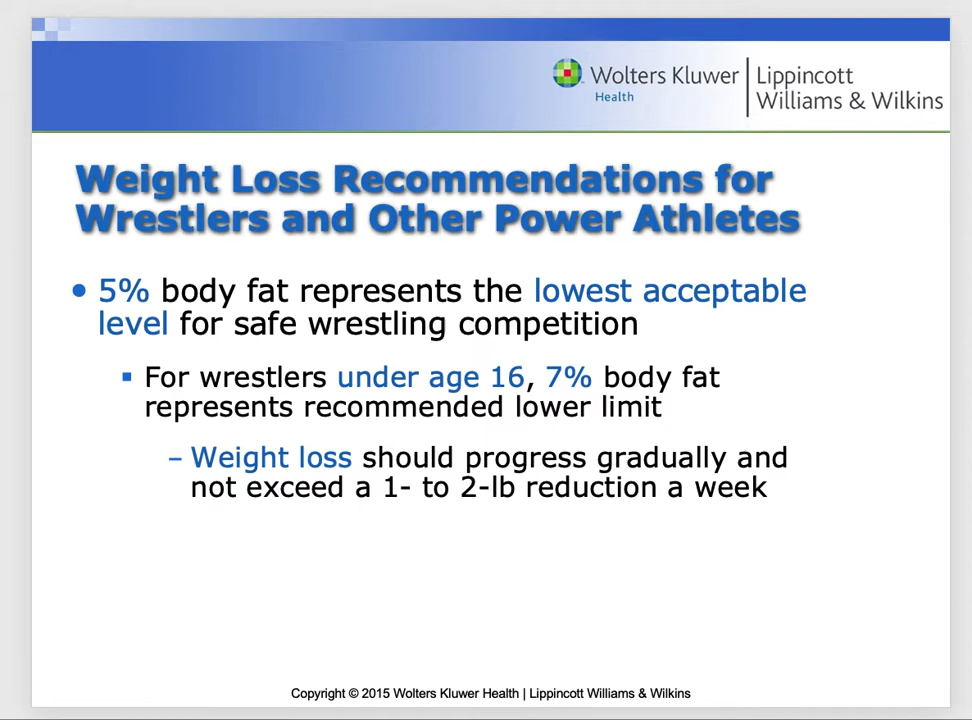 Wolters Kluwer
Health
Lippincott
Williams & Wilkins
Weight Loss Recommendations for
Wrestlers and Other Power Athletes
• 5% body fat represents the lowest acceptable
level for safe wrestling competition
▪ For wrestlers under age 16, 7% body fat
represents recommended lower limit
– Weight loss should progress gradually and
not exceed a 1- to 2-lb reduction a week
Copyright © 2015 Wolters Kluwer Health | Lippincott Williams & Wilkins